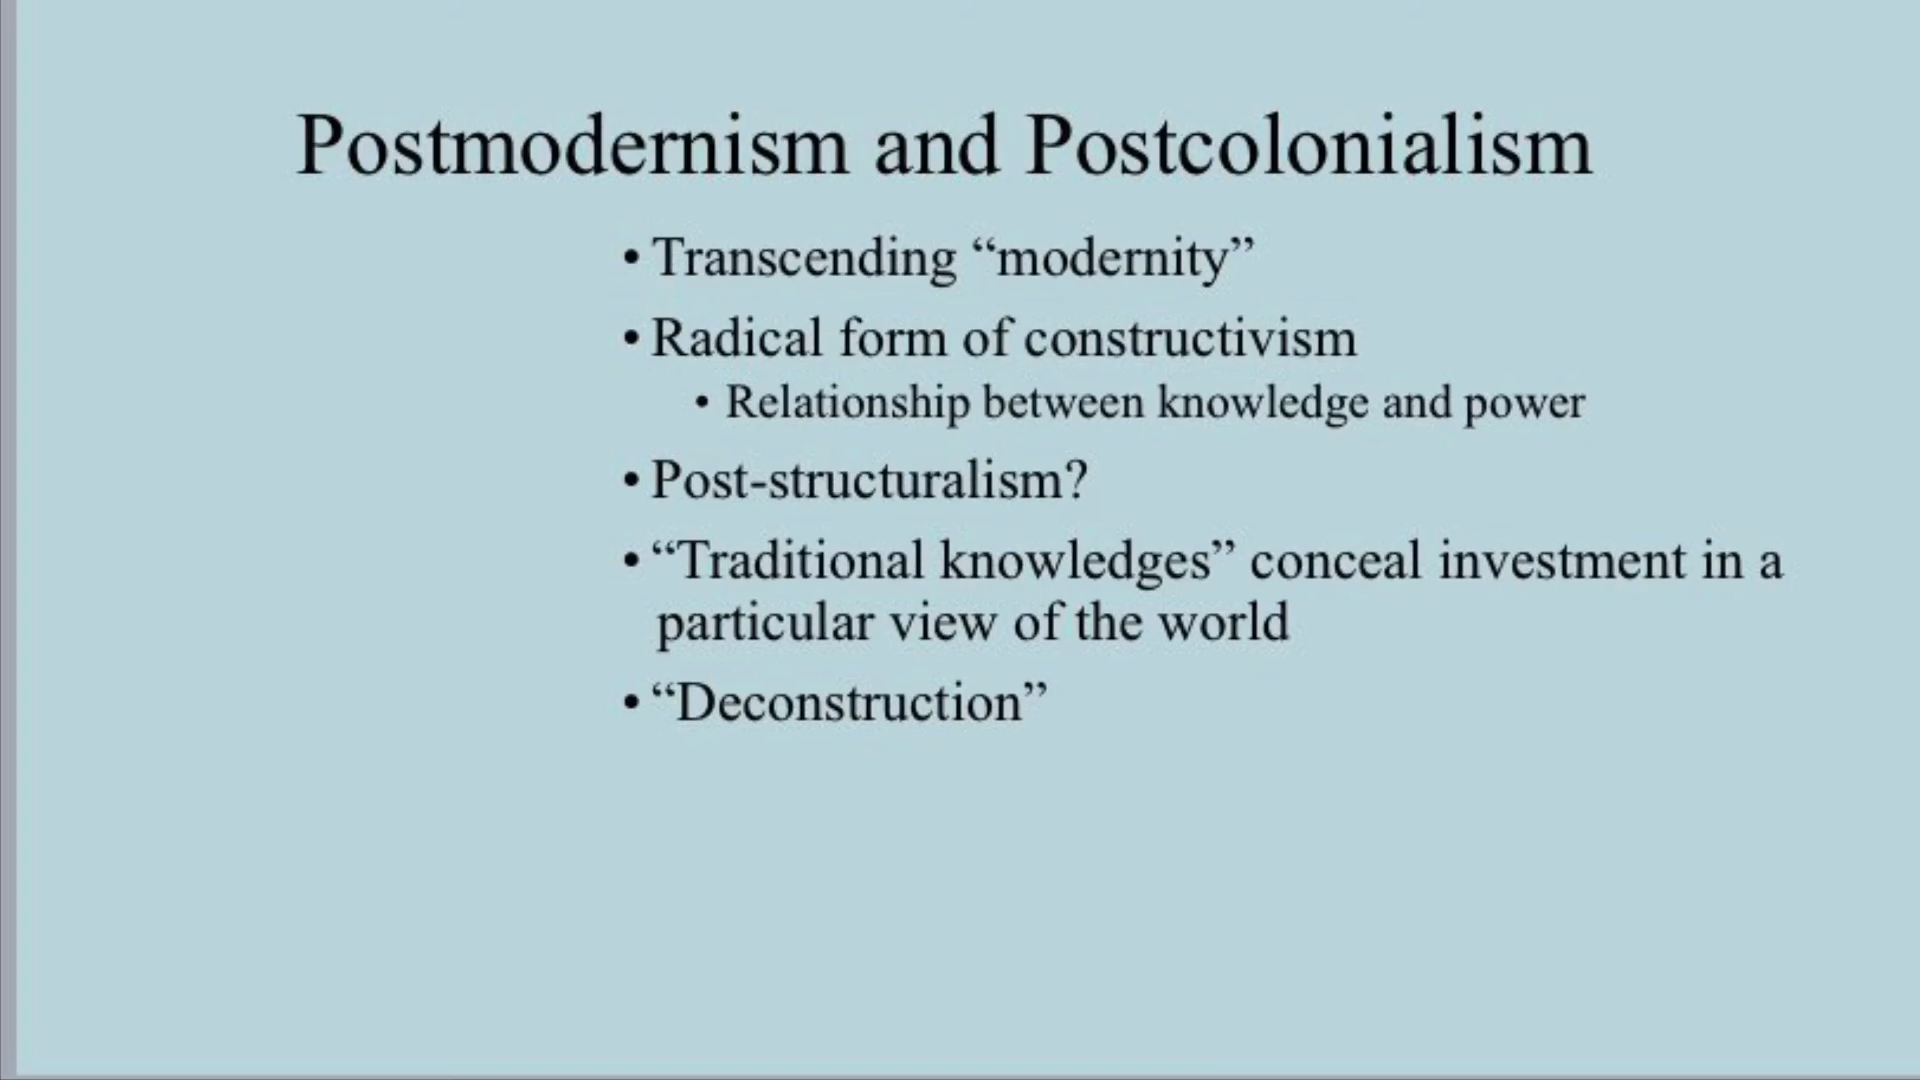 Postmodernism and Postcolonialism
• Transcending “modernity”
• Radical form of constructivism
• Relationship between knowledge and power
• Post-structuralism?
• “Traditional knowledges” conceal investment in a
particular view of the world
• “Deconstruction”